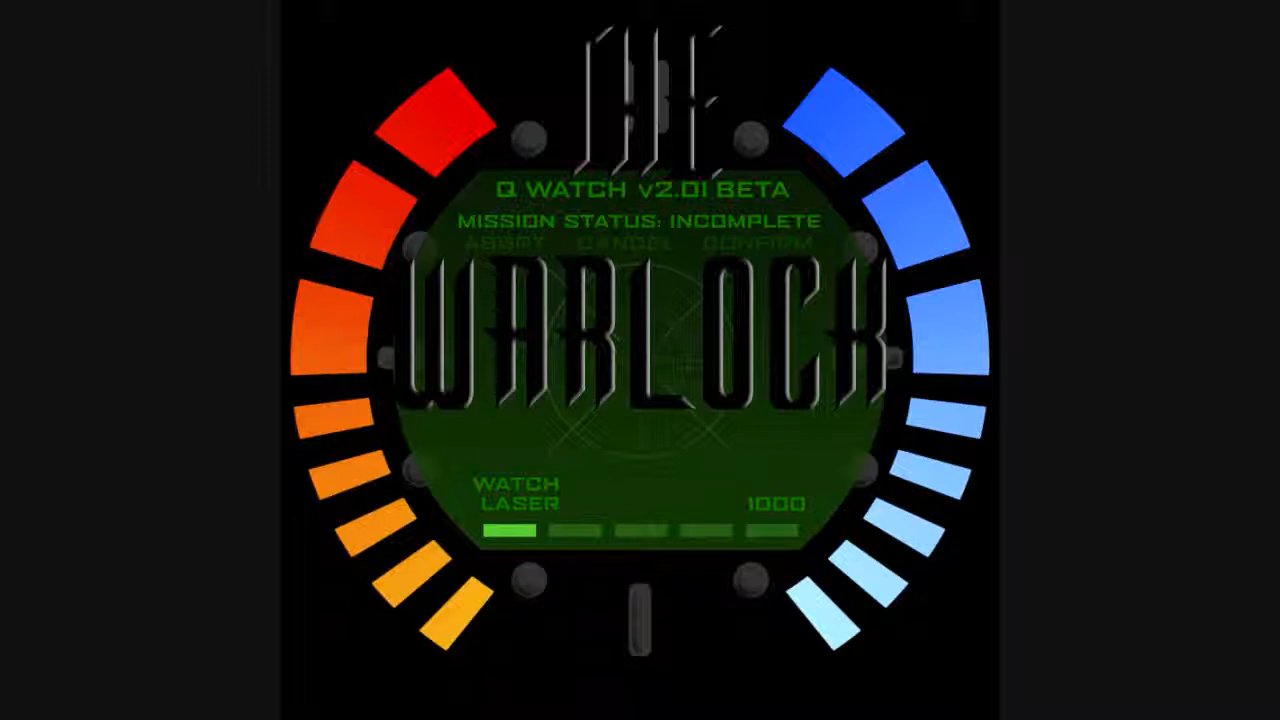 THE
Q WATCH v2.01 BETA
MISSION STATUS: INCOMPLETE
ABORT CANCEL CONFIRM
WARLOCK
WATCH
LASER 1000